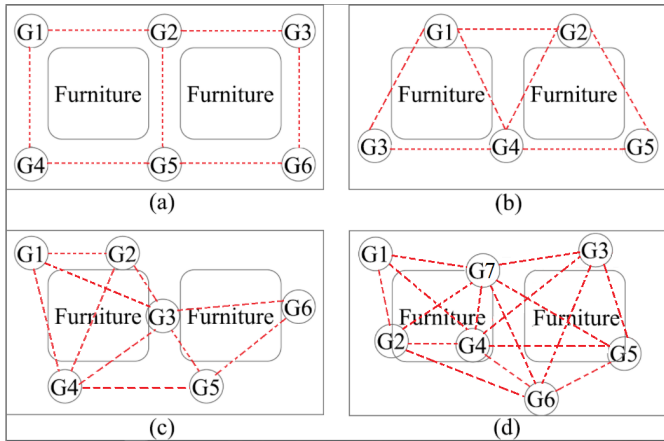 G1 G2 G3
Furniture Furniture
G4 G5 G6
(a)
G1 G2
Furniture Furniture
G3 G4 G5
(b)
G1 G2
Furniture G3 Furniture G6
G4 G5
(c)
G1 G7 G3
Furniture Furniture
G2 G4 G5
G6
(d)